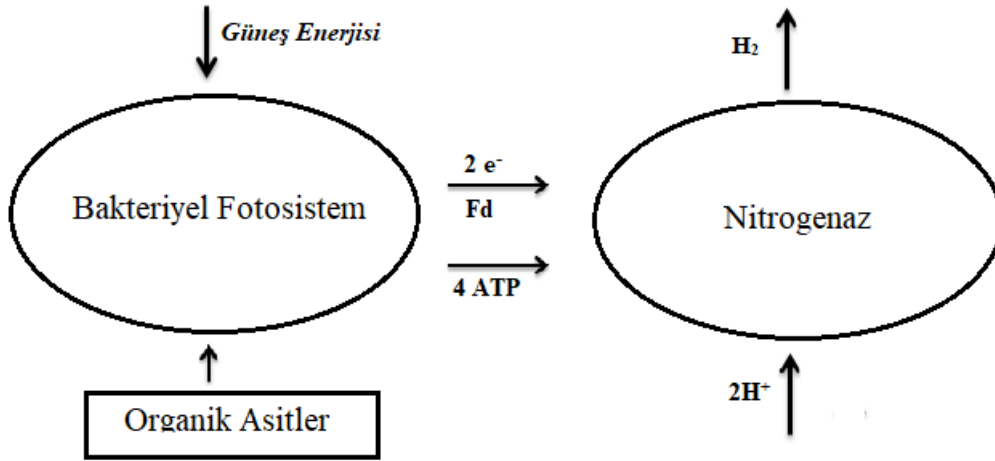 Güneş Enerjisi
H₂
2 e⁻
Bakteriyel Fotosistem
Fd
Nitrogenaz
4 ATP
Organik Asitler
2H⁺